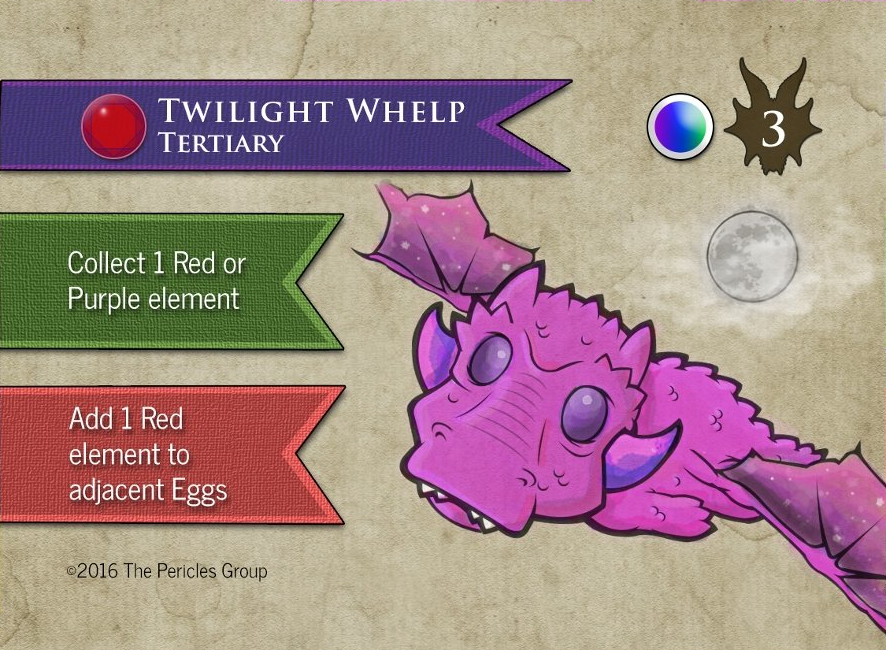 Twilight Whelp
Tertiary
3
Collect 1 Red or
Purple element
Add 1 Red
element to
adjacent Eggs
©2016 The Pericles Group